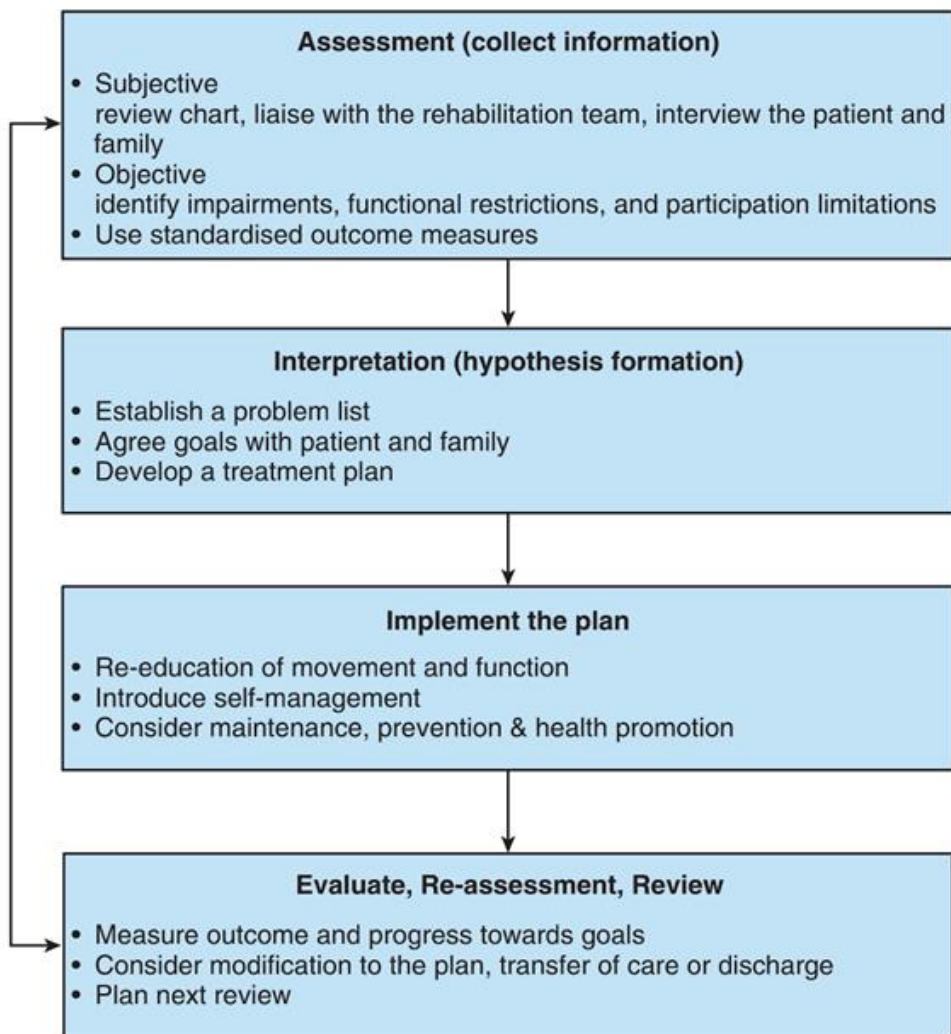 Assessment (collect information)
• Subjective
review chart, liaise with the rehabilitation team, interview the patient and
family
• Objective
identify impairments, functional restrictions, and participation limitations
• Use standardised outcome measures
Interpretation (hypothesis formation)
• Establish a problem list
• Agree goals with patient and family
• Develop a treatment plan
Implement the plan
• Re-education of movement and function
• Introduce self-management
• Consider maintenance, prevention & health promotion
Evaluate, Re-assessment, Review
• Measure outcome and progress towards goals
• Consider modification to the plan, transfer of care or discharge
• Plan next review